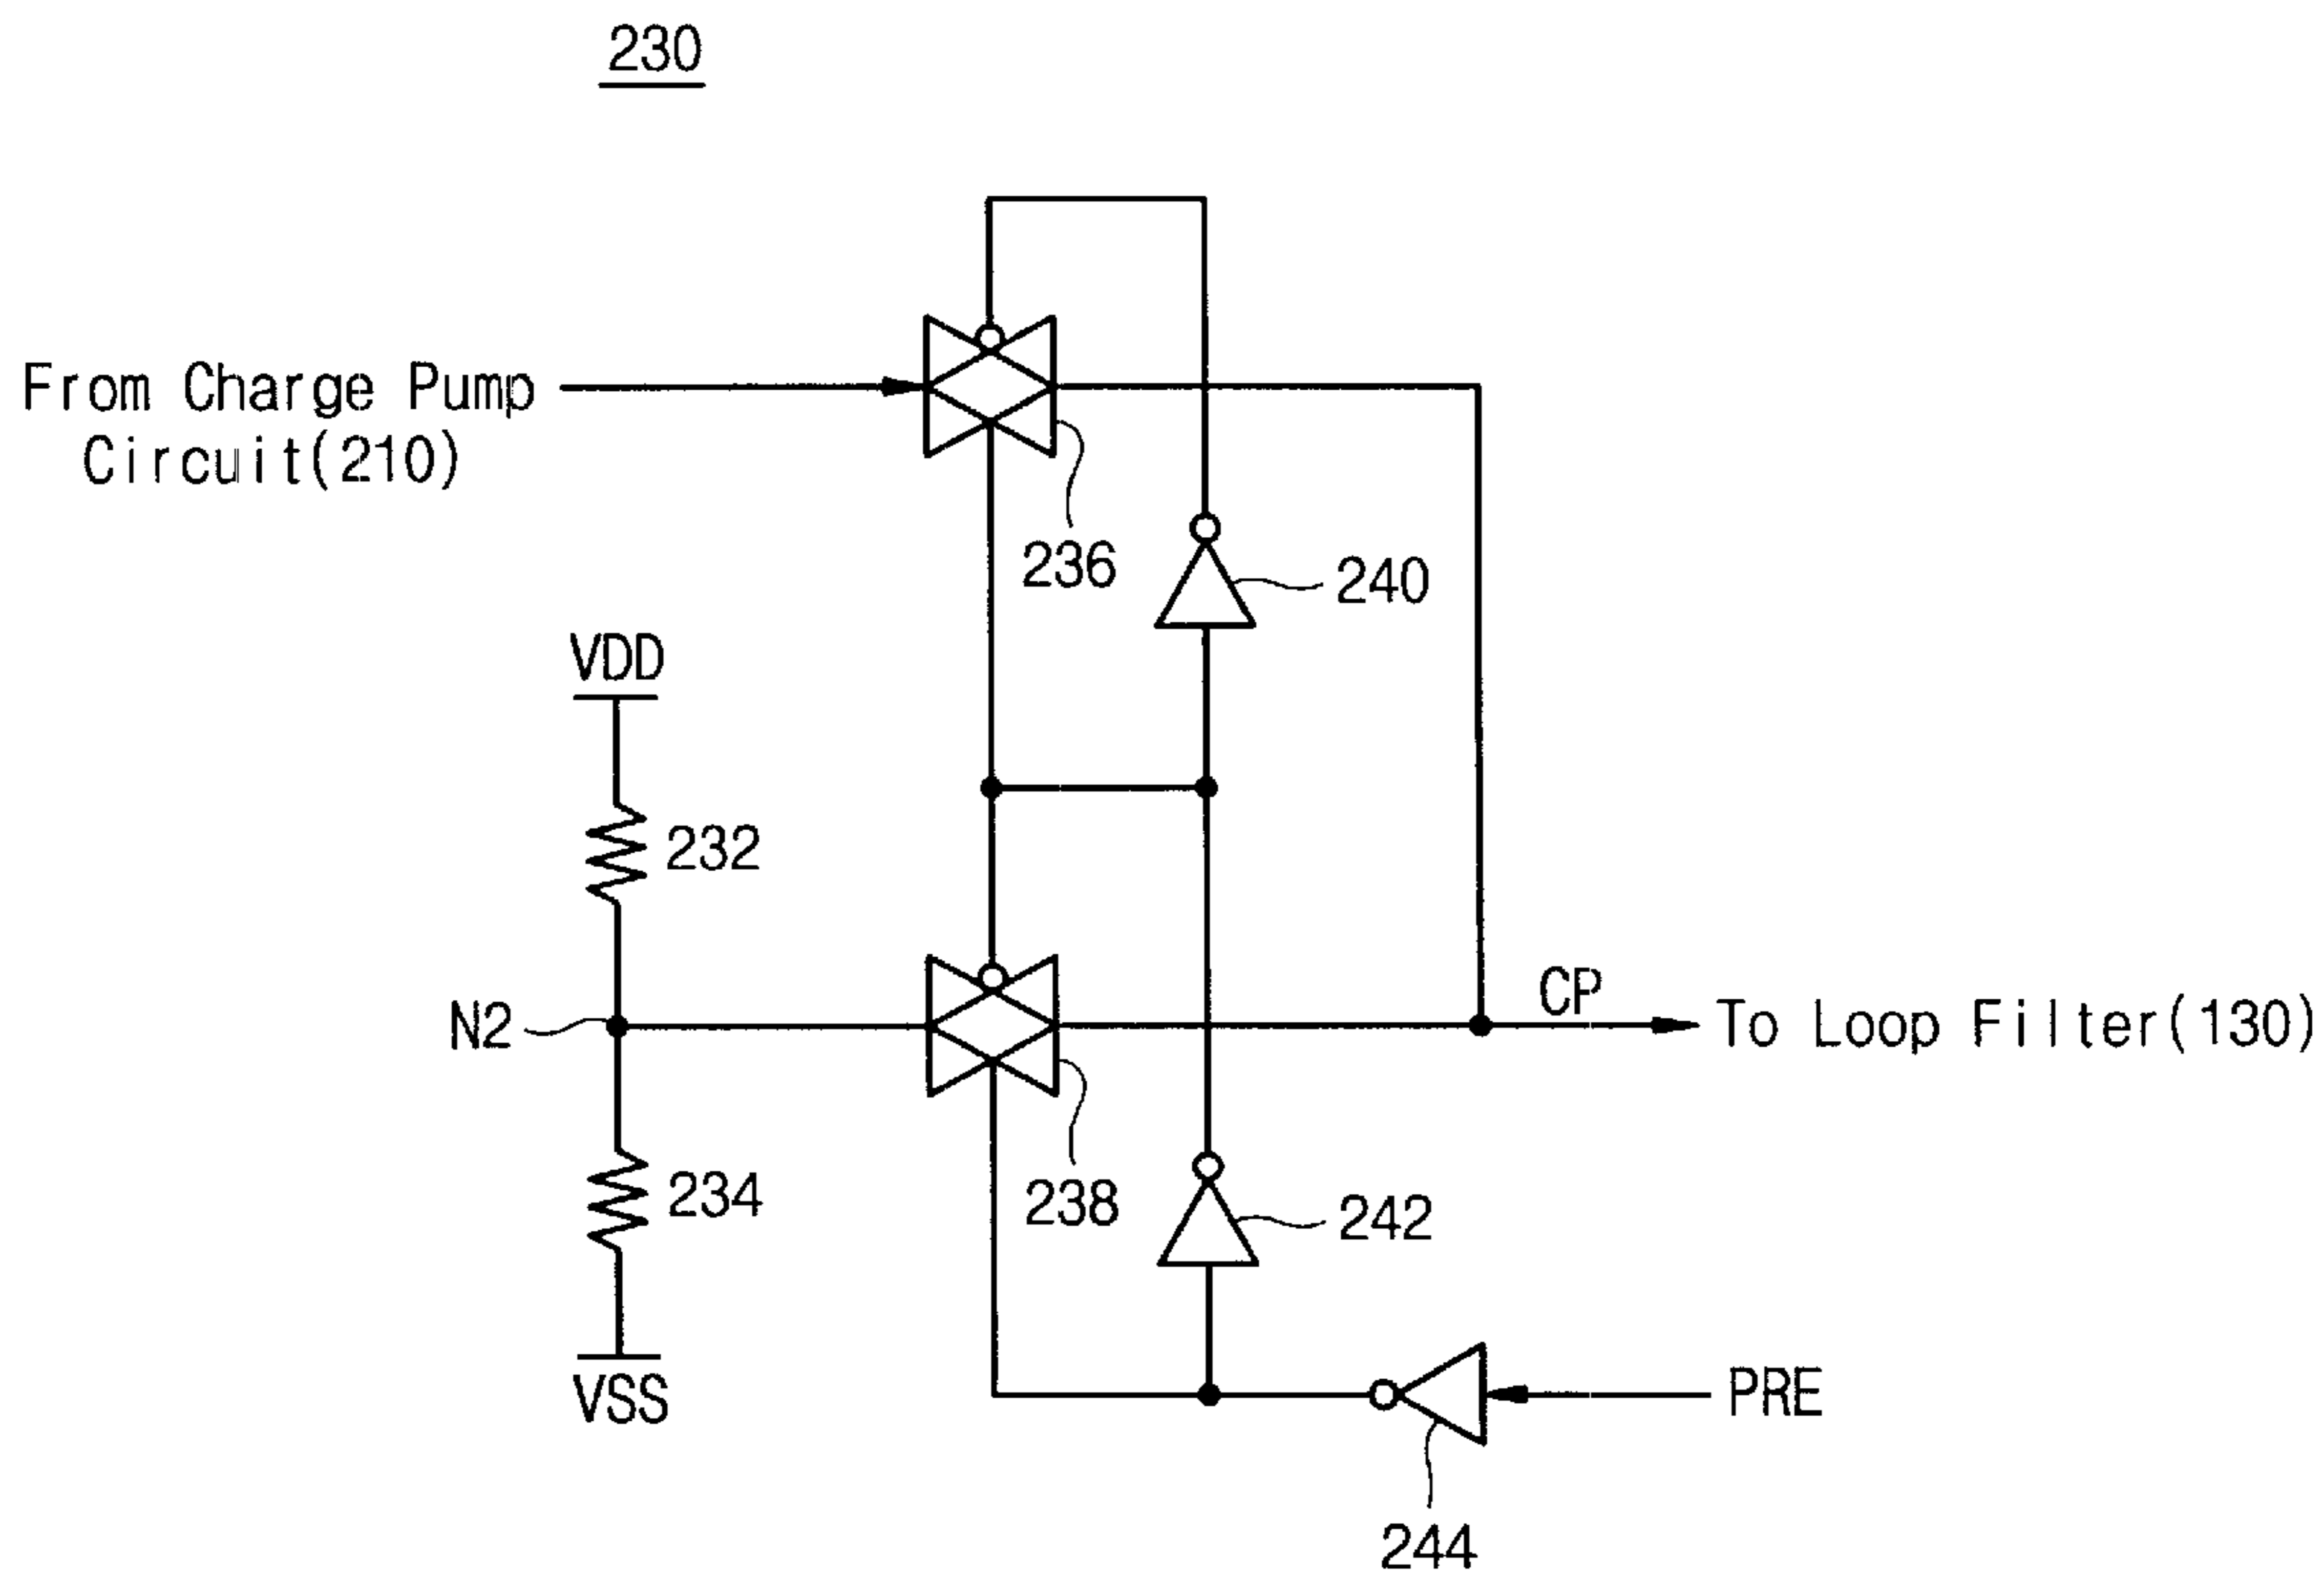 230
From Charge Pump
Circuit(210)
236
240
VDD
232
CP
N2
To Loop Filter(130)
234
238
242
VSS
PRE
244